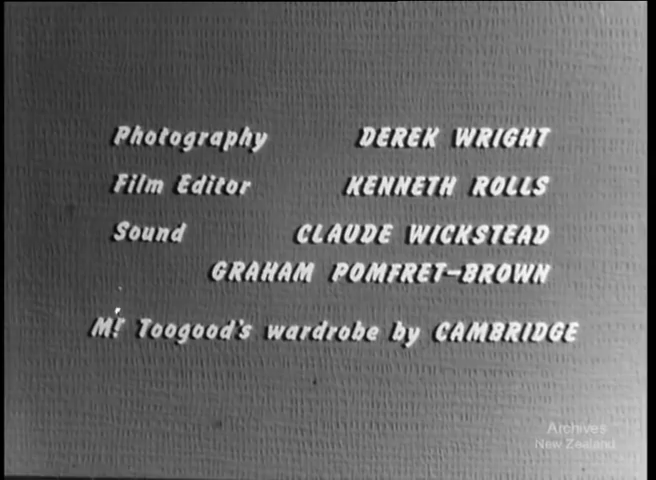 Photography DEREK WRIGHT
Film Editor KENNETH ROLLS
Sound CLAUDE WICKSTEAD
GRAHAM POMFRET-BROWN
Mr Toogood's wardrobe by CAMBRIDGE
Archives
New Zealand